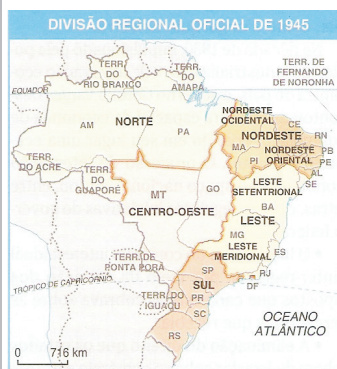 DIVISÃO REGIONAL OFICIAL DE 1945
TERR. DE
FERNANDO
DE NORONHA
TERR.
DO
RIO BRANCO
TERR.
DO
AMAPÁ
EQUADOR
NORDESTE
OCIDENTAL
CE
RN
AM
NORTE
PA
MA
NORDESTE
PB
PI
NORDESTE
ORIENTAL
PE
AL
SE
TERR.
DO ACRE
TERR.
DO
GUAPORÉ
LESTE
SETENTRIONAL
MT
GO
BA
CENTRO-OESTE
LESTE
MG
LESTE
MERIDIONAL
ES
TERR. DE
PONTA PORÃ
SP
RJ
DF
TRÓPICO DE CAPRICÓRNIO
TERR. DO
IGUAÇU
SUL
PR
SC
RS
OCEANO
ATLÂNTICO
0 716 km